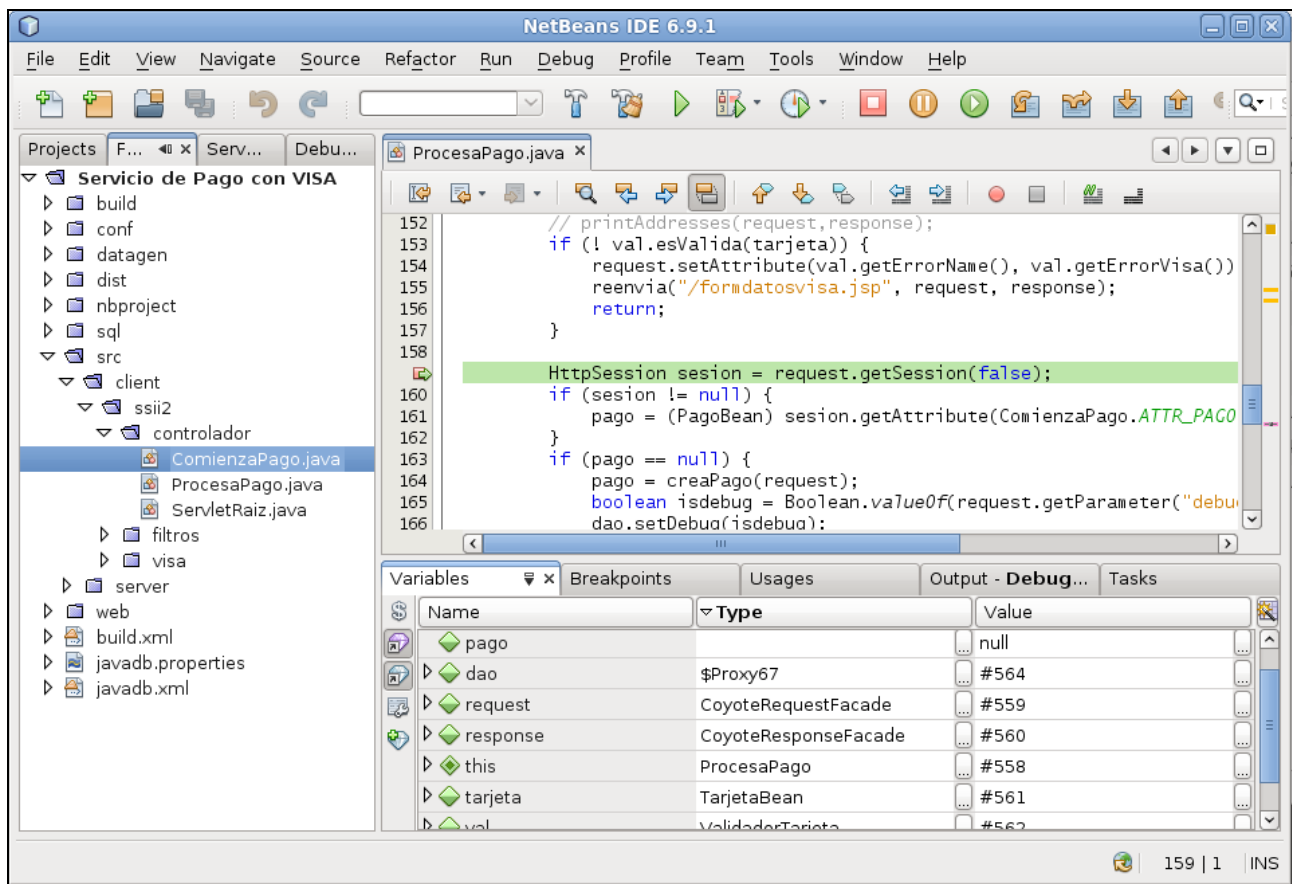 NetBeans IDE 6.9.1
File Edit View Navigate Source Refactor Run Debug Profile Team Tools Window Help
Projects F... Serv... Debu...
Servicio de Pago con VISA
build
conf
datagen
dist
nbproject
sql
src
client
ssii2
controlador
ComienzaPago.java
ProcesaPago.java
ServletRaiz.java
filtros
visa
server
web
build.xml
javadb.properties
javadb.xml
ProcesaPago.java
152 // printAddresses(request,response);
153 if (! val.esValida(tarjeta)) {
154 request.setAttribute(val.getErrorName(), val.getErrorVisa())
155 reenvia("/formdatosvisa.jsp", request, response);
156 return;
157 }
158
HttpSession sesion = request.getSession(false);
160 if (sesion != null) {
161 pago = (PagoBean) sesion.getAttribute(ComienzaPago.ATTR_PAGO
162 }
163 if (pago == null) {
164 pago = creaPago(request);
165 boolean isdebug = Boolean.valueOf(request.getParameter("debu
166 dao.setDebug(isdebug);
Variables Breakpoints Usages Output - Debug... Tasks
Name Type Value
pago null
dao $Proxy67 #564
request CoyoteRequestFacade #559
response CoyoteResponseFacade #560
this ProcesaPago #558
tarjeta TarjetaBean #561
val ValidadorTarjeta #562
159 | 1 INS